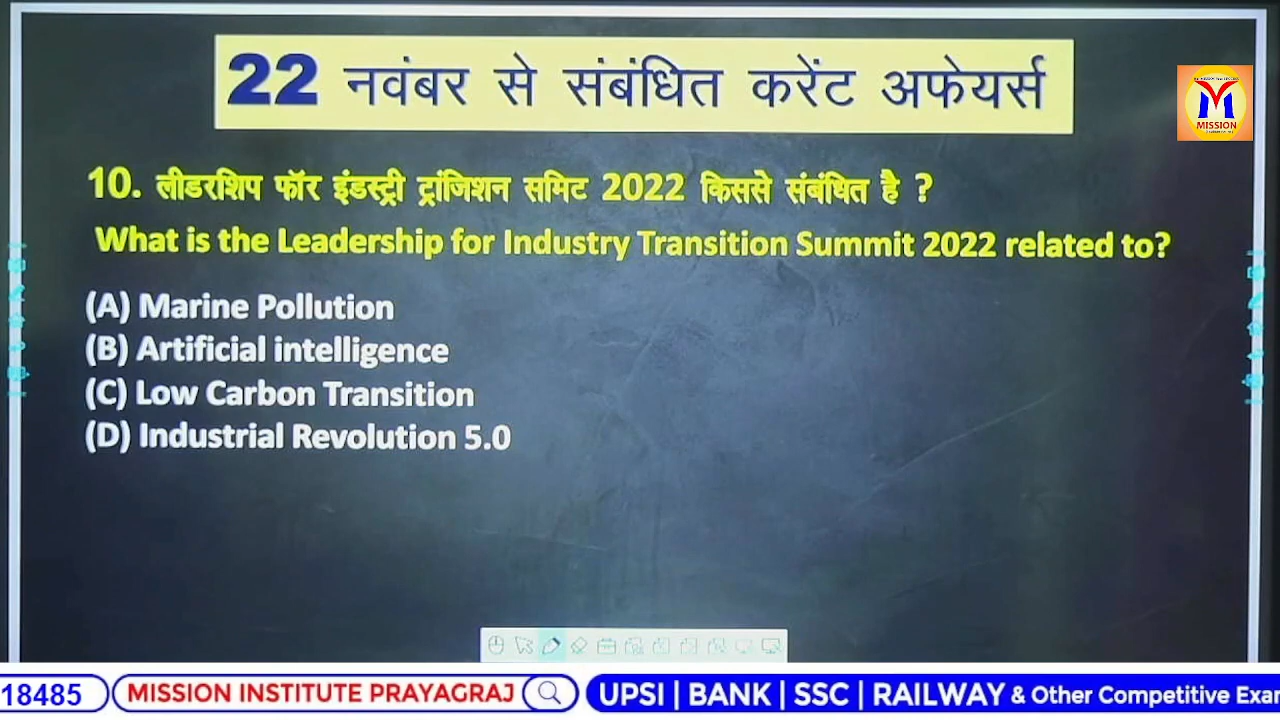 22 नवंबर से संबंधित करेंट अफेयर्स
MISSION
10. लीडरशिप फॉर इंडस्ट्री ट्रांजिशन समिट 2022 किससे संबंधित है ?
What is the Leadership for Industry Transition Summit 2022 related to?
(A) Marine Pollution
(B) Artificial intelligence
(C) Low Carbon Transition
(D) Industrial Revolution 5.0
18485 MISSION INSTITUTE PRAYAGRAJ UPSI | BANK | SSC | RAILWAY & Other Competitive Exa